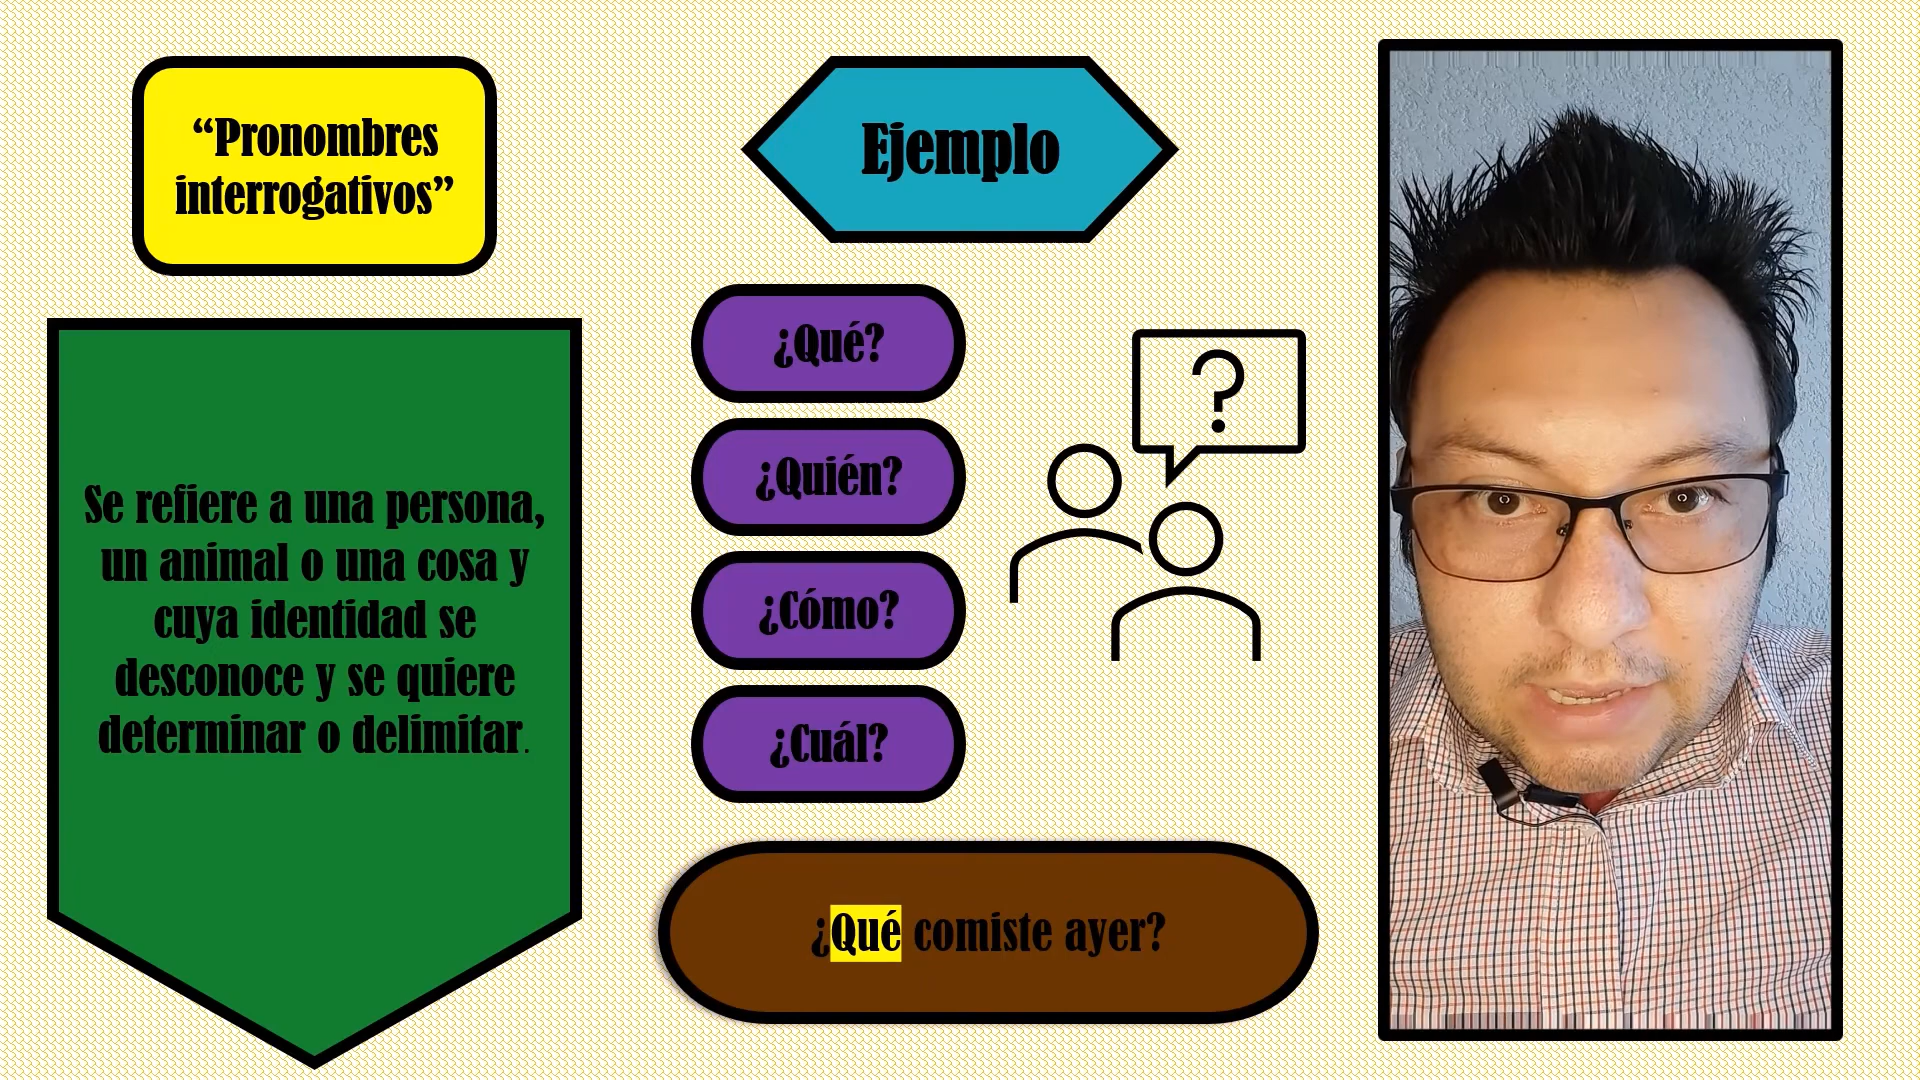 “Pronombres
interrogativos”
Se refiere a una persona,
un animal o una cosa y
cuya identidad se
desconoce y se quiere
determinar o delimitar.
Ejemplo
¿Qué?
¿Quién?
¿Cómo?
¿Cuál?
?
¿Qué comiste ayer?